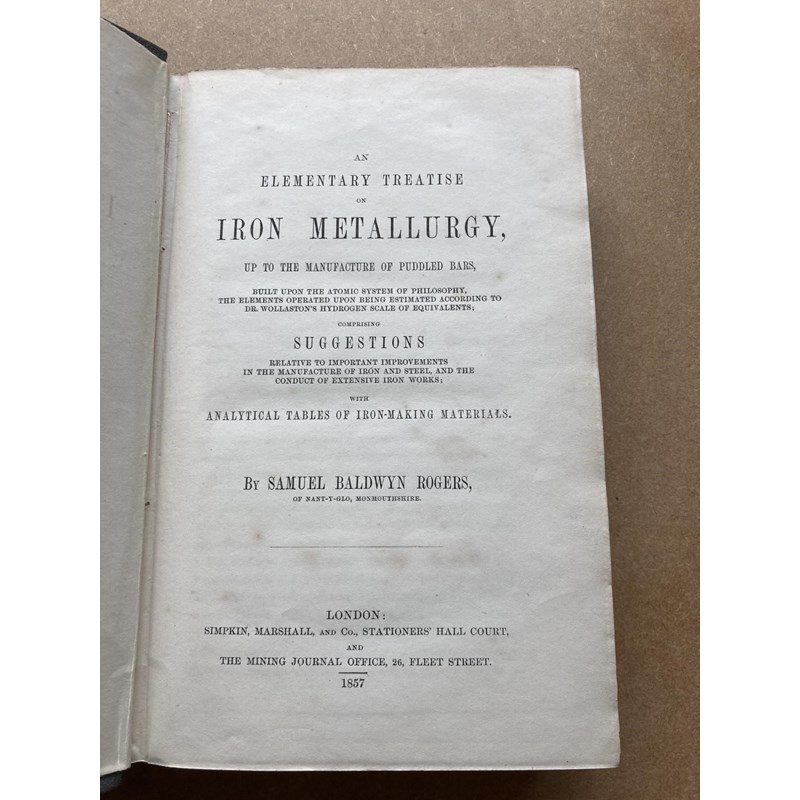 AN
ELEMENTARY TREATISE
ON
IRON METALLURGY,
UP TO THE MANUFACTURE OF PUDDLED BARS,
BUILT UPON THE ATOMIC SYSTEM OF PHILOSOPHY,
THE ELEMENTS OPERATED UPON BEING ESTIMATED ACCORDING TO
DR. WOLLASTON'S HYDROGEN SCALE OF EQUIVALENTS;
COMPRISING
SUGGESTIONS
RELATIVE TO IMPORTANT IMPROVEMENTS
IN THE MANUFACTURE OF IRON AND STEEL, AND THE
CONDUCT OF EXTENSIVE IRON WORKS;
WITH
ANALYTICAL TABLES OF IRON-MAKING MATERIALS.
BY SAMUEL BALDWYN ROGERS,
OF NANT-Y-GLO, MONMOUTHSHIRE.
LONDON:
SIMPKIN, MARSHALL, AND CO., STATIONERS' HALL COURT,
AND
THE MINING JOURNAL OFFICE, 26, FLEET STREET.
1857